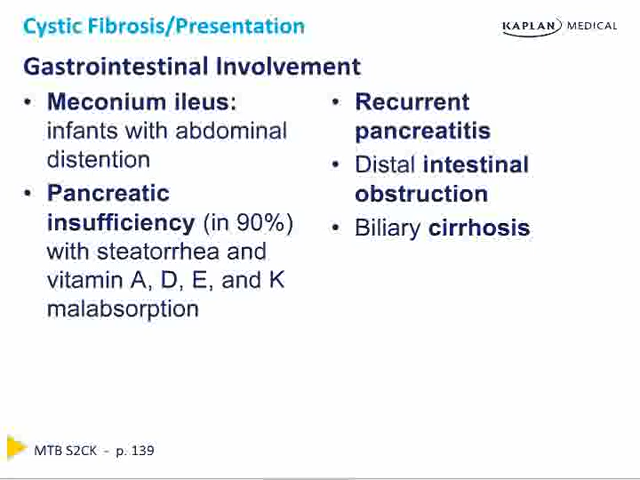 Cystic Fibrosis/Presentation
KAPLAN MEDICAL
Gastrointestinal Involvement
• Meconium ileus:
infants with abdominal
distention
• Pancreatic
insufficiency (in 90%)
with steatorrhea and
vitamin A, D, E, and K
malabsorption
• Recurrent
pancreatitis
• Distal intestinal
obstruction
• Biliary cirrhosis
MTB S2CK - p. 139